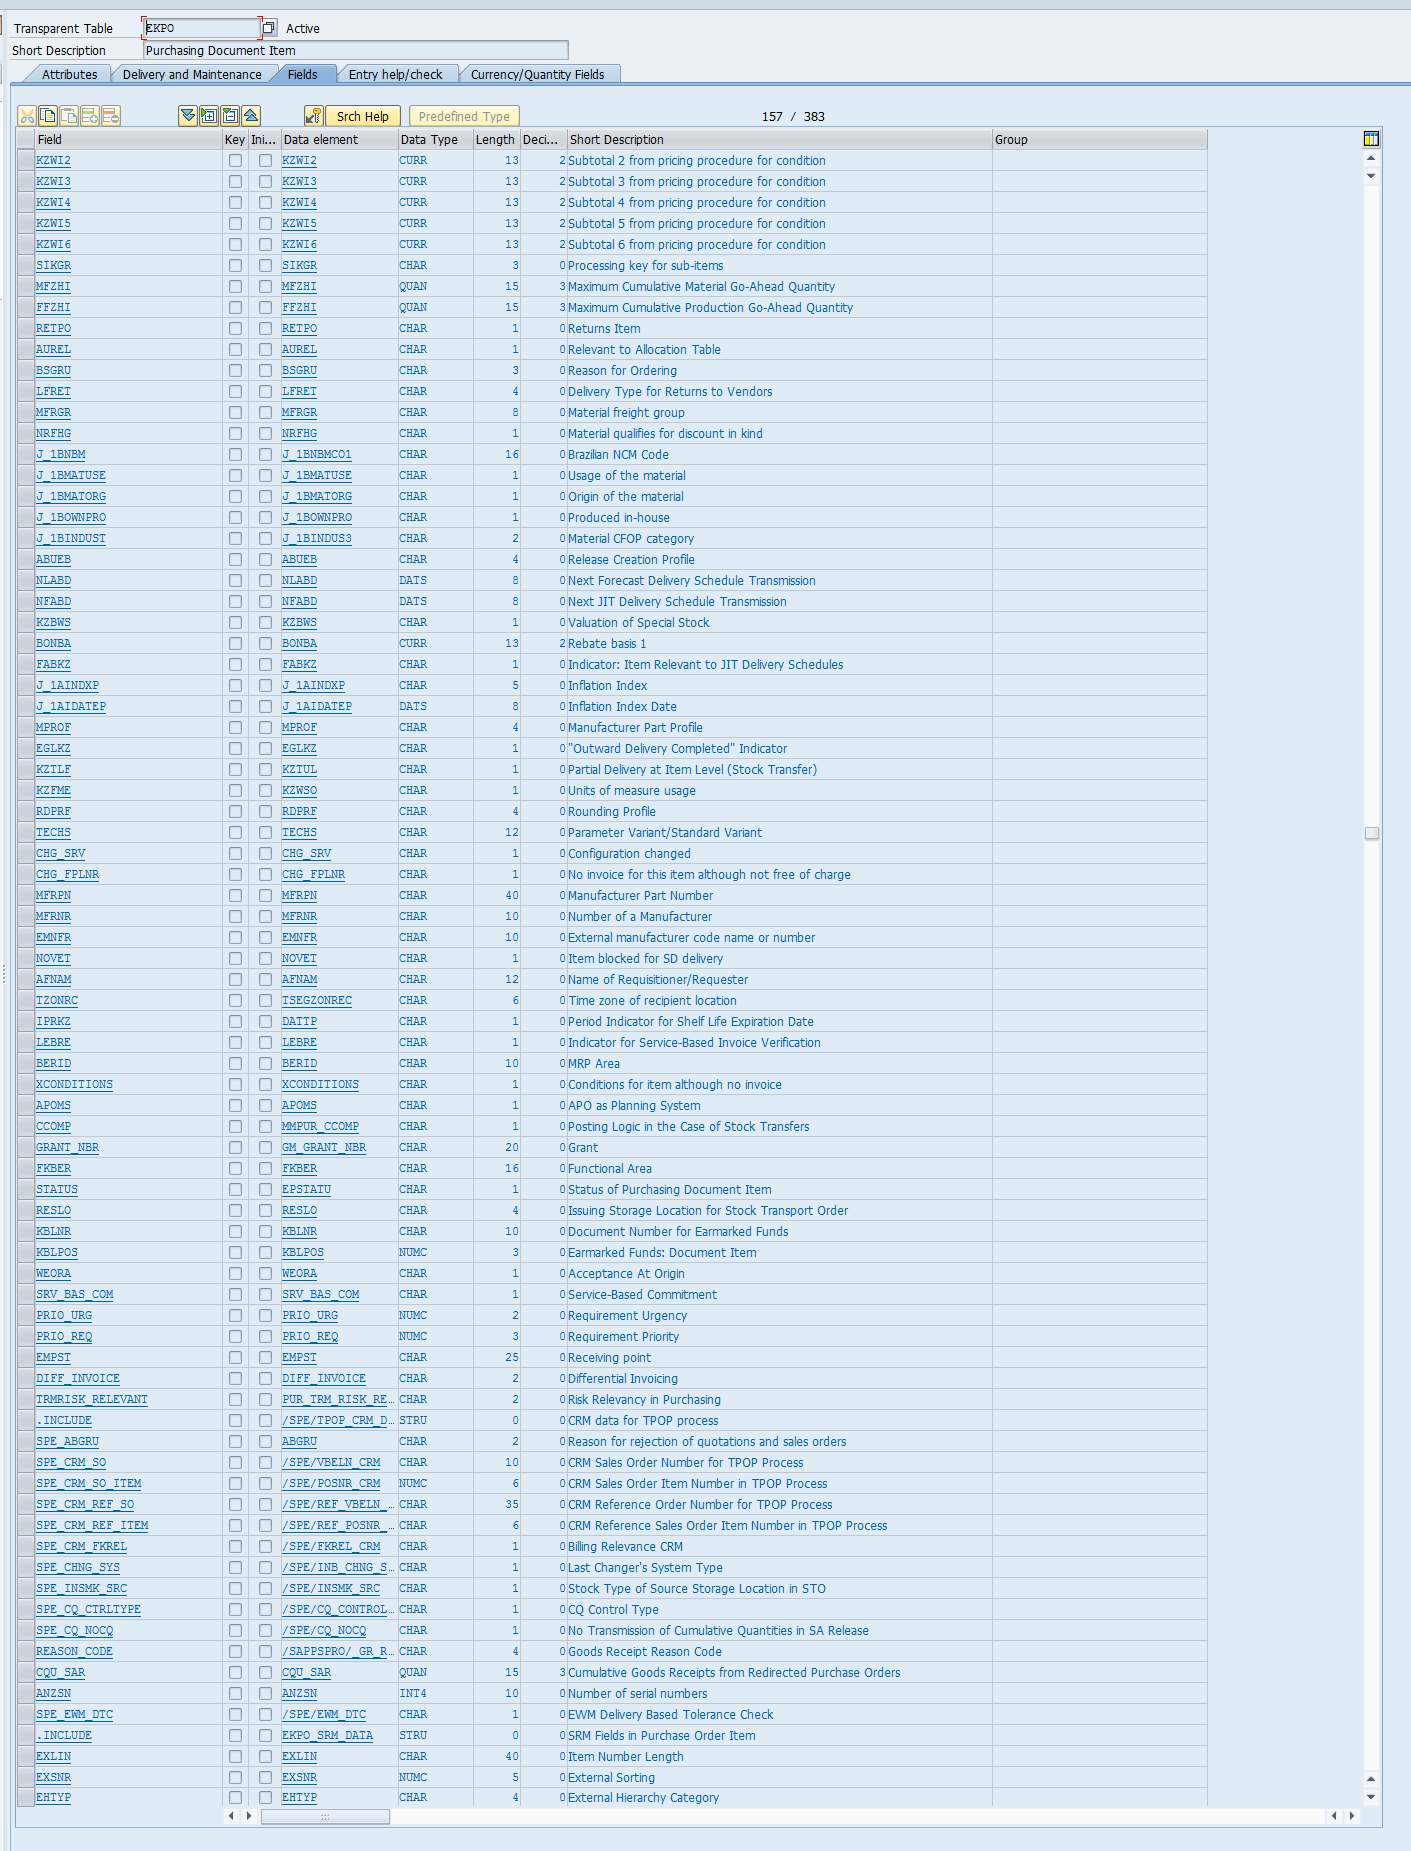 Transparent Table EKPO Active
Short Description Purchasing Document Item
Attributes Delivery and Maintenance Fields Entry help/check Currency/Quantity Fields
Srch Help Predefined Type 157 / 383
Field Key Ini... Data element Data Type Length Deci... Short Description Group
KZWI2 KZWI2 CURR 13 2 Subtotal 2 from pricing procedure for condition
KZWI3 KZWI3 CURR 13 2 Subtotal 3 from pricing procedure for condition
KZWI4 KZWI4 CURR 13 2 Subtotal 4 from pricing procedure for condition
KZWI5 KZWI5 CURR 13 2 Subtotal 5 from pricing procedure for condition
KZWI6 KZWI6 CURR 13 2 Subtotal 6 from pricing procedure for condition
SIKGR SIKGR CHAR 3 0 Processing key for sub-items
MFZHI MFZHI QUAN 15 3 Maximum Cumulative Material Go-Ahead Quantity
FFZHI FFZHI QUAN 15 3 Maximum Cumulative Production Go-Ahead Quantity
RETPO RETPO CHAR 1 0 Returns Item
AUREL AUREL CHAR 1 0 Relevant to Allocation Table
BSGRU BSGRU CHAR 3 0 Reason for Ordering
LFRET LFRET CHAR 4 0 Delivery Type for Returns to Vendors
MFRGR MFRGR CHAR 8 0 Material freight group
NRFHG NRFHG CHAR 1 0 Material qualifies for discount in kind
J_1BNBM J_1BNBMCO1 CHAR 16 0 Brazilian NCM Code
J_1BMATUSE J_1BMATUSE CHAR 1 0 Usage of the material
J_1BMATORG J_1BMATORG CHAR 1 0 Origin of the material
J_1BOWNPRO J_1BOWNPRO CHAR 1 0 Produced in-house
J_1BINDUST J_1BINDUS3 CHAR 2 0 Material CFOP category
ABUEB ABUEB CHAR 4 0 Release Creation Profile
NLABD NLABD DATS 8 0 Next Forecast Delivery Schedule Transmission
NFABD NFABD DATS 8 0 Next JIT Delivery Schedule Transmission
KZBWS KZBWS CHAR 1 0 Valuation of Special Stock
BONBA BONBA CURR 13 2 Rebate basis 1
FABKZ FABKZ CHAR 1 0 Indicator: Item Relevant to JIT Delivery Schedules
J_1AINDXP J_1AINDXP CHAR 5 0 Inflation Index
J_1AIDATEP J_1AIDATEP DATS 8 0 Inflation Index Date
MPROF MPROF CHAR 4 0 Manufacturer Part Profile
EGLKZ EGLKZ CHAR 1 0 "Outward Delivery Completed" Indicator
KZTLF KZTUL CHAR 1 0 Partial Delivery at Item Level (Stock Transfer)
KZFME KZWSO CHAR 1 0 Units of measure usage
RDPRF RDPRF CHAR 4 0 Rounding Profile
TECHS TECHS CHAR 12 0 Parameter Variant/Standard Variant
CHG_SRV CHG_SRV CHAR 1 0 Configuration changed
CHG_FPLNR CHG_FPLNR CHAR 1 0 No invoice for this item although not free of charge
MFRPN MFRPN CHAR 40 0 Manufacturer Part Number
MFRNR MFRNR CHAR 10 0 Number of a Manufacturer
EMNFR EMNFR CHAR 10 0 External manufacturer code name or number
NOVET NOVET CHAR 1 0 Item blocked for SD delivery
AFNAM AFNAM CHAR 12 0 Name of Requisitioner/Requester
TZONRC TSEGZONREC CHAR 6 0 Time zone of recipient location
IPRKZ DATTP CHAR 1 0 Period Indicator for Shelf Life Expiration Date
LEBRE LEBRE CHAR 1 0 Indicator for Service-Based Invoice Verification
BERID BERID CHAR 10 0 MRP Area
XCONDITIONS XCONDITIONS CHAR 1 0 Conditions for item although no invoice
APOMS APOMS CHAR 1 0 APO as Planning System
CCOMP MMPUR_CCOMP CHAR 1 0 Posting Logic in the Case of Stock Transfers
GRANT_NBR GM_GRANT_NBR CHAR 20 0 Grant
FKBER FKBER CHAR 16 0 Functional Area
STATUS EPSTATU CHAR 1 0 Status of Purchasing Document Item
RESLO RESLO CHAR 4 0 Issuing Storage Location for Stock Transport Order
KBLNR KBLNR CHAR 10 0 Document Number for Earmarked Funds
KBLPOS KBLPOS NUMC 3 0 Earmarked Funds: Document Item
WEORA WEORA CHAR 1 0 Acceptance At Origin
SRV_BAS_COM SRV_BAS_COM CHAR 1 0 Service-Based Commitment
PRIO_URG PRIO_URG NUMC 2 0 Requirement Urgency
PRIO_REQ PRIO_REQ NUMC 3 0 Requirement Priority
EMPST EMPST CHAR 25 0 Receiving point
DIFF_INVOICE DIFF_INVOICE CHAR 2 0 Differential Invoicing
TRMRISK_RELEVANT PUR_TRM_RISK_RE... CHAR 2 0 Risk Relevancy in Purchasing
.INCLUDE /SPE/TPOP_CRM_D... STRU 0 0 CRM data for TPOP process
SPE_ABGRU ABGRU CHAR 2 0 Reason for rejection of quotations and sales orders
SPE_CRM_SO /SPE/VBELN_CRM CHAR 10 0 CRM Sales Order Number for TPOP Process
SPE_CRM_SO_ITEM /SPE/POSNR_CRM NUMC 6 0 CRM Sales Order Item Number in TPOP Process
SPE_CRM_REF_SO /SPE/REF_VBELN_... CHAR 35 0 CRM Reference Order Number for TPOP Process
SPE_CRM_REF_ITEM /SPE/REF_POSNR_... CHAR 6 0 CRM Reference Sales Order Item Number in TPOP Process
SPE_CRM_FKREL /SPE/FKREL_CRM CHAR 1 0 Billing Relevance CRM
SPE_CHNG_SYS /SPE/INB_CHNG_S... CHAR 1 0 Last Changer's System Type
SPE_INSMK_SRC /SPE/INSMK_SRC CHAR 1 0 Stock Type of Source Storage Location in STO
SPE_CQ_CTRLTYPE /SPE/CQ_CONTROL... CHAR 1 0 CQ Control Type
SPE_CQ_NOCQ /SPE/CQ_NOCQ CHAR 1 0 No Transmission of Cumulative Quantities in SA Release
REASON_CODE /SAPPSPRO/_GR_R... CHAR 4 0 Goods Receipt Reason Code
CQU_SAR CQU_SAR QUAN 15 3 Cumulative Goods Receipts from Redirected Purchase Orders
ANZSN ANZSN INT4 10 0 Number of serial numbers
SPE_EWM_DTC /SPE/EWM_DTC CHAR 1 0 EWM Delivery Based Tolerance Check
.INCLUDE EKPO_SRM_DATA STRU 0 0 SRM Fields in Purchase Order Item
EXLIN EXLIN CHAR 40 0 Item Number Length
EXSNR EXSNR NUMC 5 0 External Sorting
EHTYP EHTYP CHAR 4 0 External Hierarchy Category